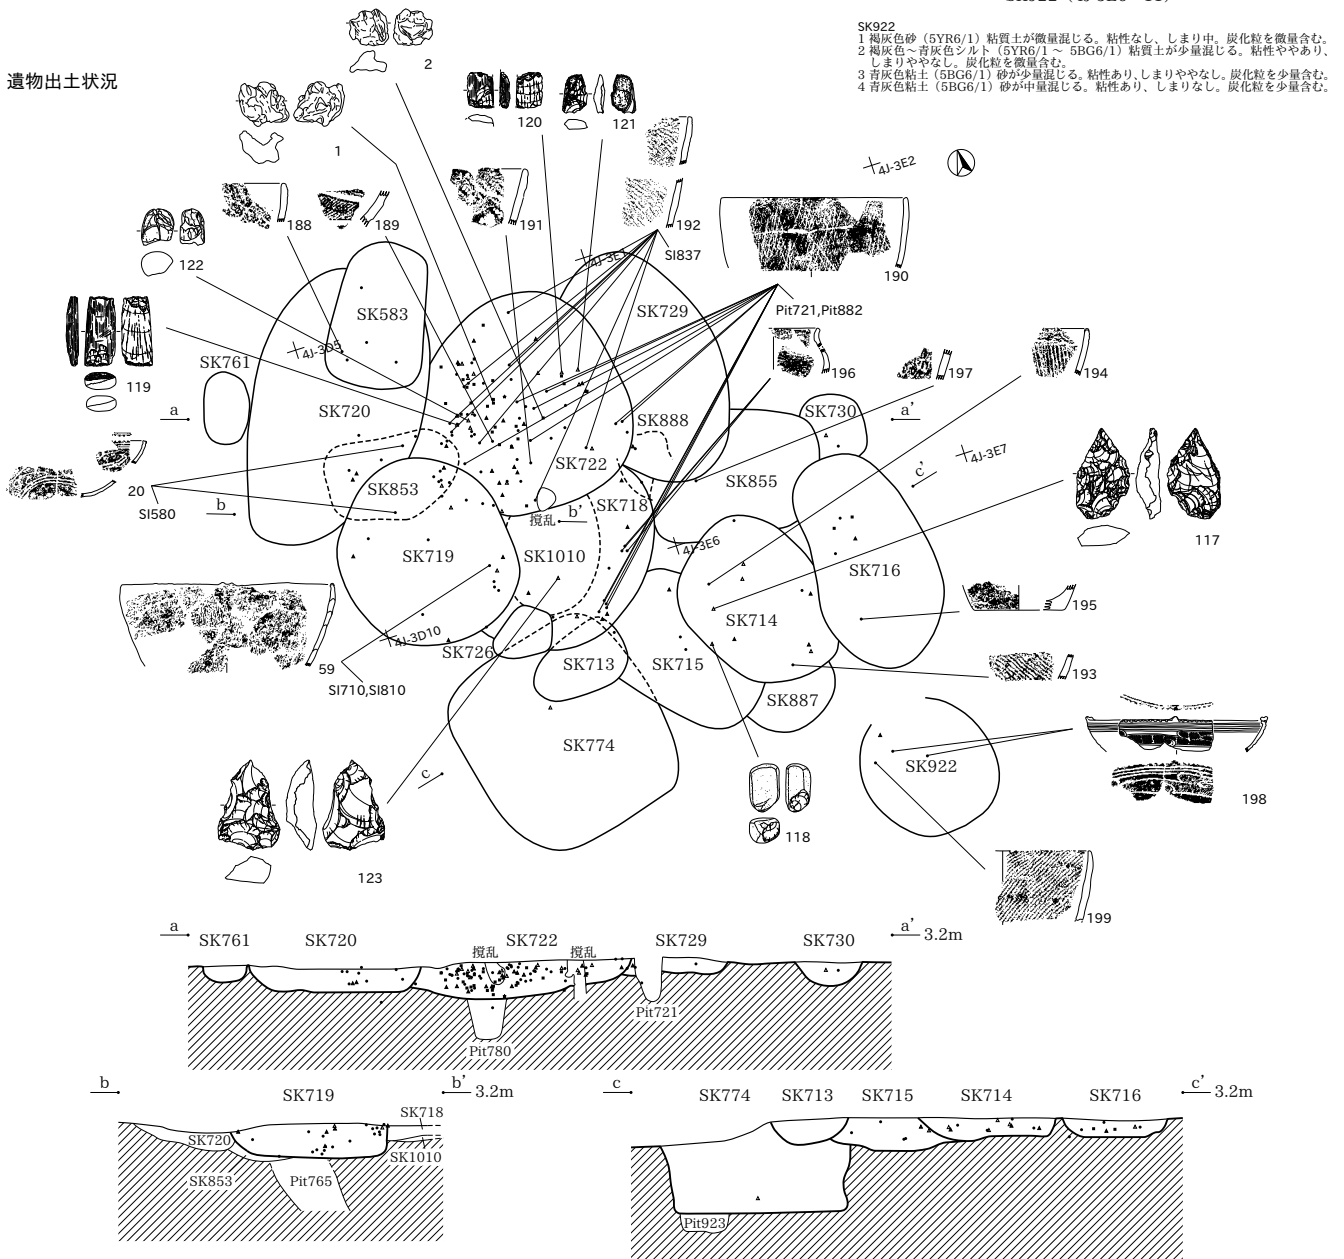 SK922
1 褐灰色砂（5YR6/1）粘質土が微量混じる。粘性なし、しまり中。炭化粒を微量含む。
2 褐灰色～青灰色シルト（5YR6/1 ～ 5BG6/1）粘質土が少量混じる。粘性ややあり、
しまりややなし。炭化粒を微量含む。
3 青灰色粘土（5BG6/1）砂が少量混じる。粘性あり、しまりややなし。炭化粒を少量含む。
4 青灰色粘土（5BG6/1）砂が中量混じる。粘性あり、しまりなし。炭化粒を少量含む。
遺物出土状況
2
1
120
121
4J-3E2
188
189
191
192
SI837
190
122
SK583
SK729
Pit721,Pit882
4J-3D5
SK761
119
196
197
194
a
SK720
SK888
SK730
a’
SK722
4J-3E7
c’
20
SI580
SK853
SK855
b
SK718
撹乱
b’
117
SK719
SK1010
4J-3E6
SK716
195
SK714
4J-3D10
SK726
59
SI710,SI810
SK713
SK715
193
SK887
SK774
SK922
198
c
118
123
199
a
SK761
SK720
SK722
SK729
SK730
a’
3.2m
撹乱
撹乱
Pit721
Pit780
b
SK719
b’
3.2m
SK718
SK720
SK1010
SK853
Pit765
c
SK774
SK713
SK715
SK714
SK716
c’
3.2m
Pit923